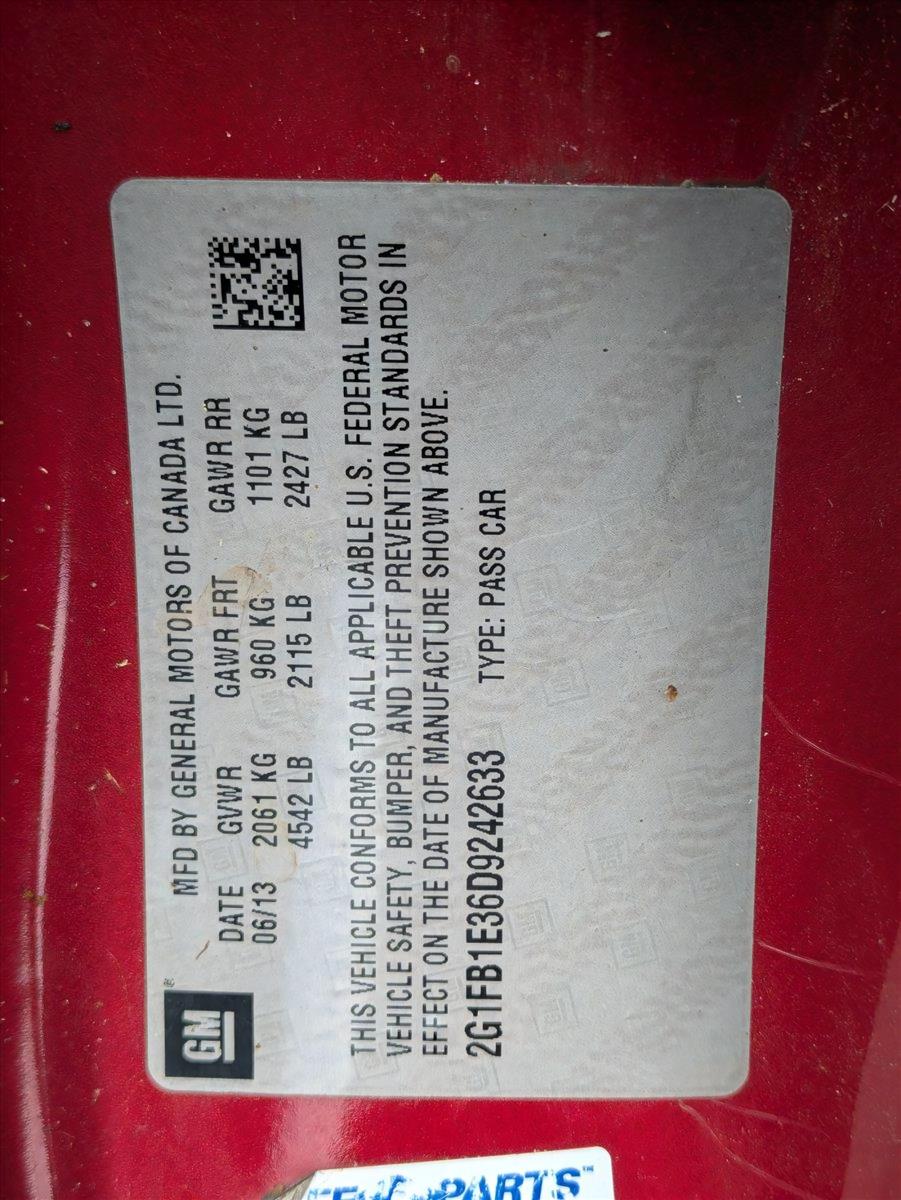 GM®
MFD BY GENERAL MOTORS OF CANADA LTD.
DATE GVWR GAWR FRT GAWR RR
06/13 2061 KG 960 KG 1101 KG
4542 LB 2115 LB 2427 LB
THIS VEHICLE CONFORMS TO ALL APPLICABLE U.S. FEDERAL MOTOR
VEHICLE SAFETY, BUMPER, AND THEFT PREVENTION STANDARDS IN
EFFECT ON THE DATE OF MANUFACTURE SHOWN ABOVE.
2G1FB1E36D9242633 TYPE: PASS CAR
PARTS™